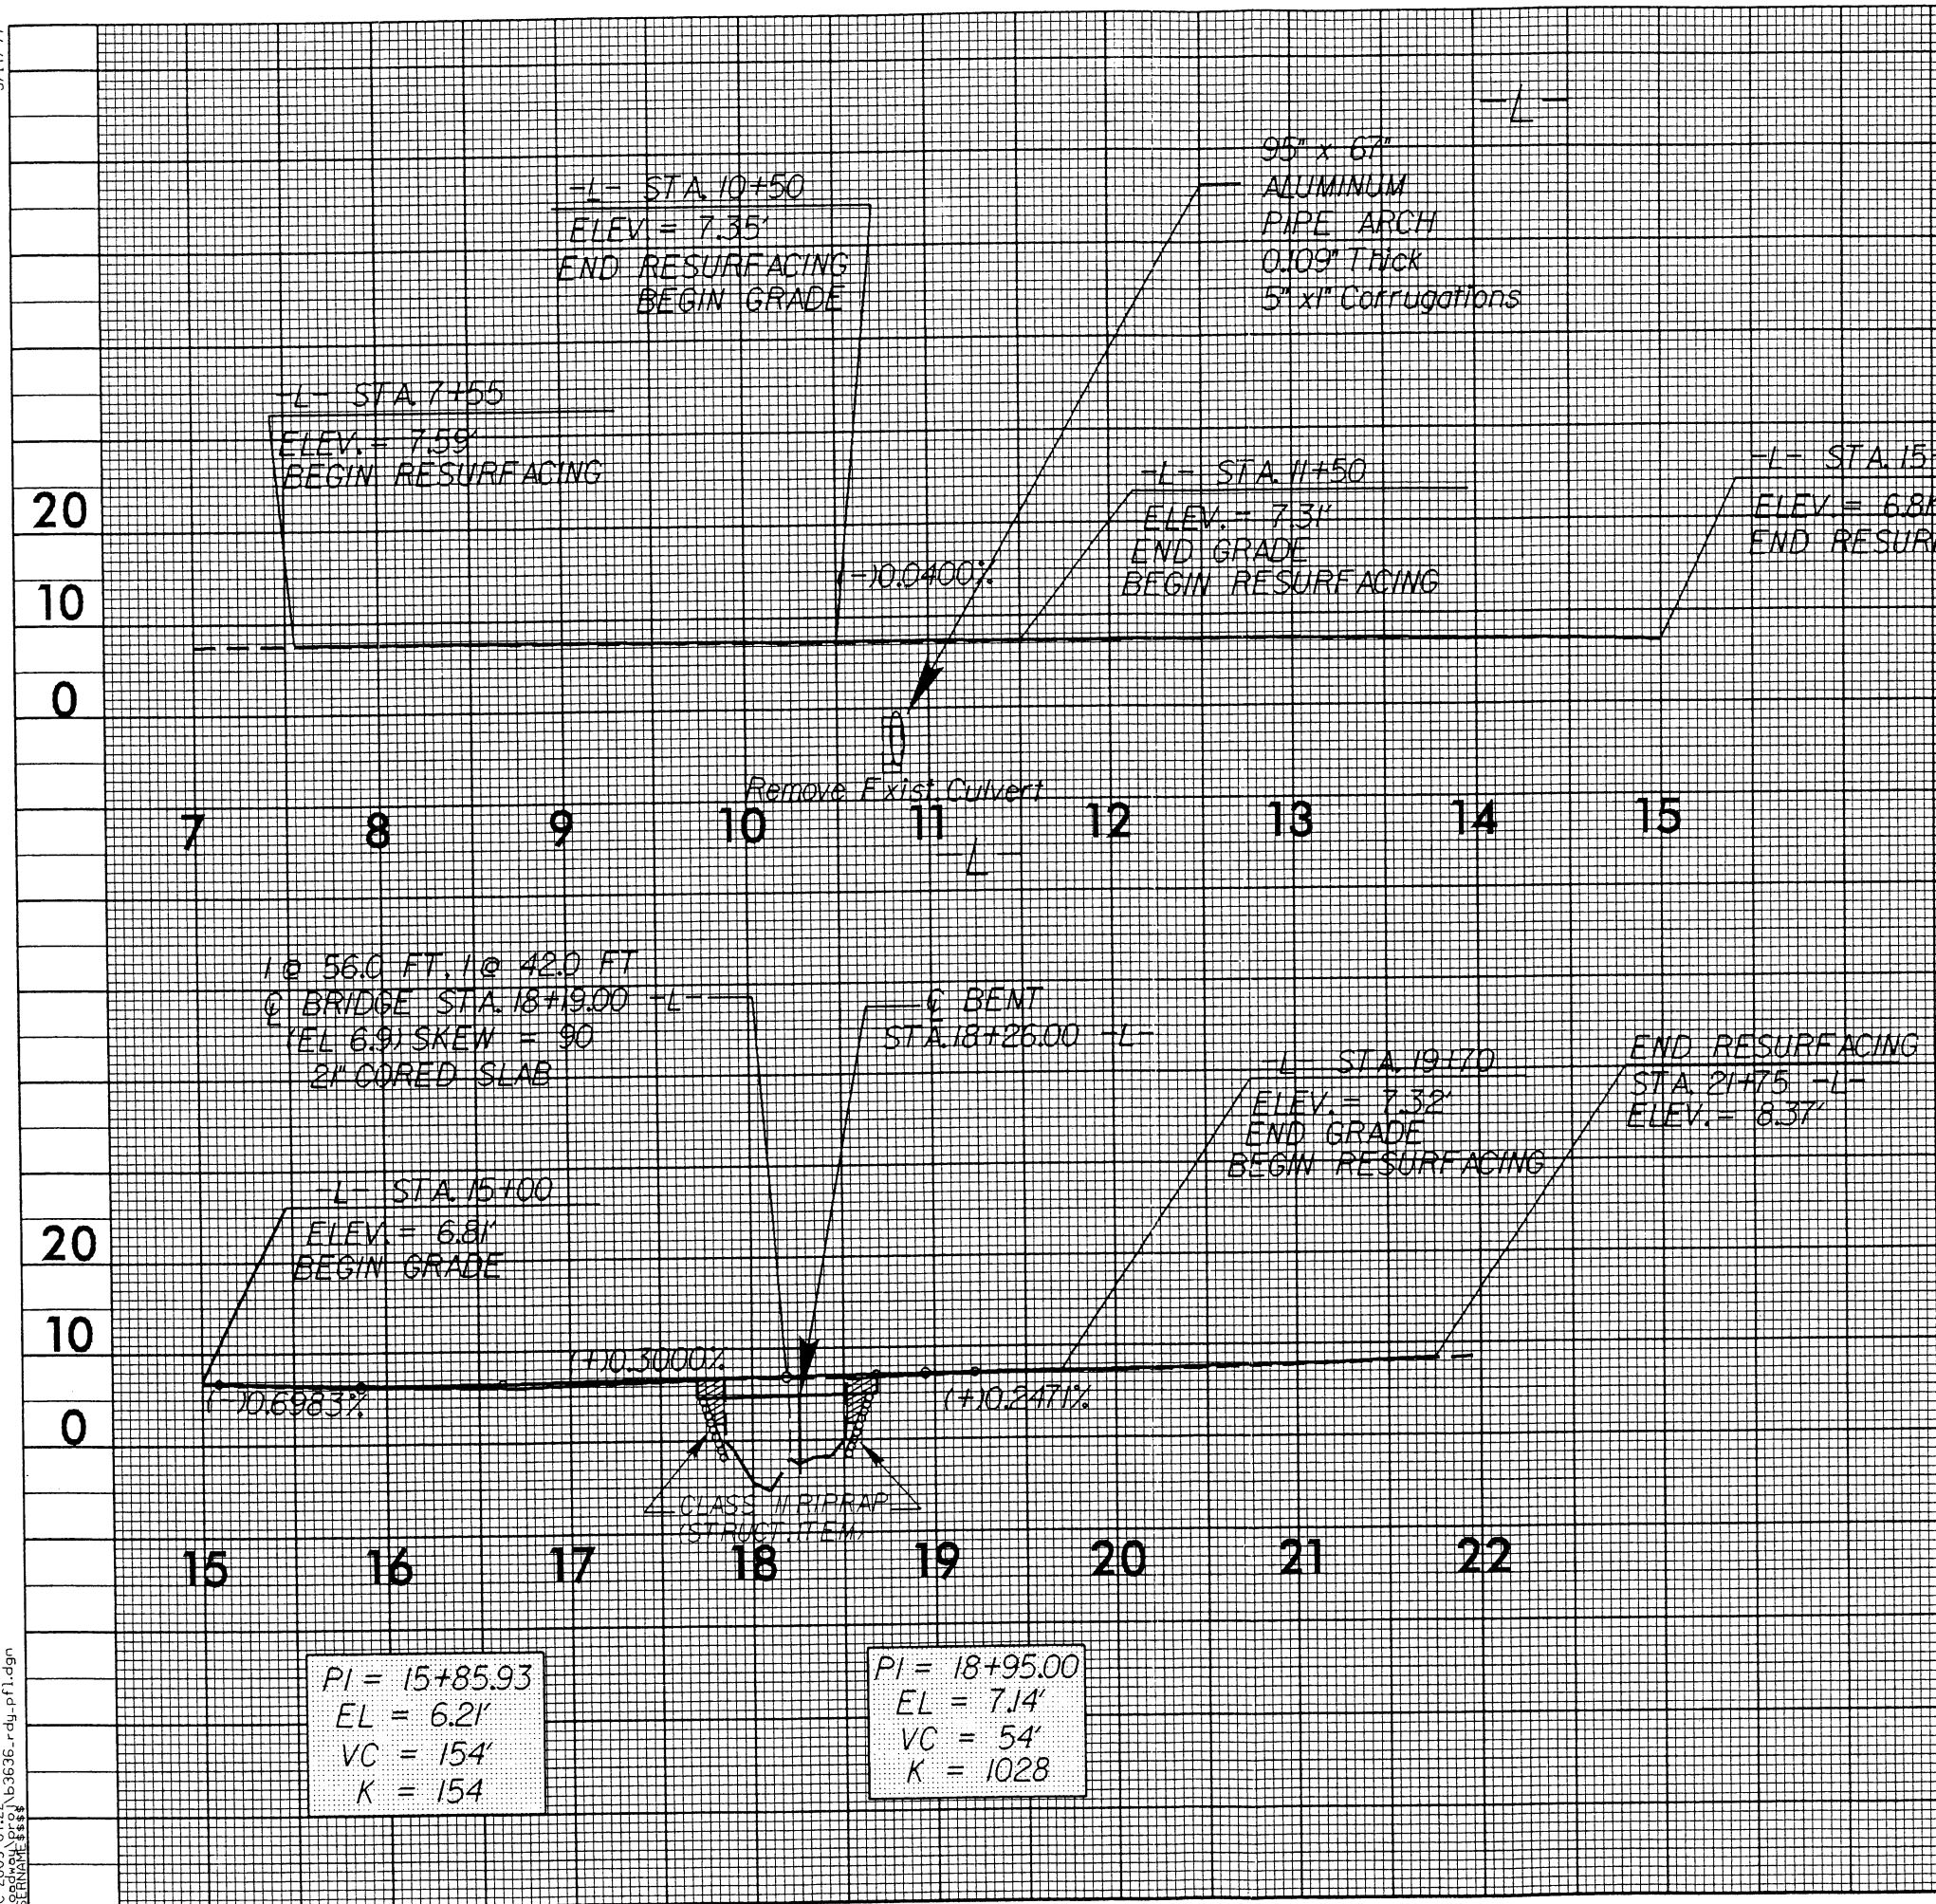 -L-
95" x 67"
ALUMINUM
PIPE ARCH
0.109" Thick
5" x1" Corrugations
-L- STA. 10+50
ELEV. = 7.35'
END RESURFACING
BEGIN GRADE
-L- STA. 7+55
ELEV. = 7.59'
BEGIN RESURFACING
-L- STA. 11+50
ELEV. = 7.31'
END GRADE
BEGIN RESURFACING
-L- STA. 15
ELEV. = 6.81
END RESUR
(-)0.0400%
20
10
0
Remove Exist. Culvert
7 8 9 10 11 12 13 14 15
-L-
1 @ 56.0 FT. 1 @ 42.0 FT
℄ BRIDGE STA. 18+19.00 -L-
(EL 6.9) SKEW = 90
21" CORED SLAB
℄ BENT
STA. 18+26.00 -L-
-L- STA. 19+70
ELEV. = 7.32'
END GRADE
BEGIN RESURFACING
END RESURFACING
STA. 21+75 -L-
ELEV. = 8.37'
-L- STA. 15+00
ELEV. = 6.81'
BEGIN GRADE
20
10
0
(-)0.6983%
(+)0.3000%
(+)0.2471%
CLASS II RIPRAP
(STRUCT. ITEM)
15 16 17 18 19 20 21 22
PI = 15+85.93
EL = 6.21'
VC = 154'
K = 154
PI = 18+95.00
EL = 7.14'
VC = 54'
K = 1028
\b3636-rdy-pfl.dgn